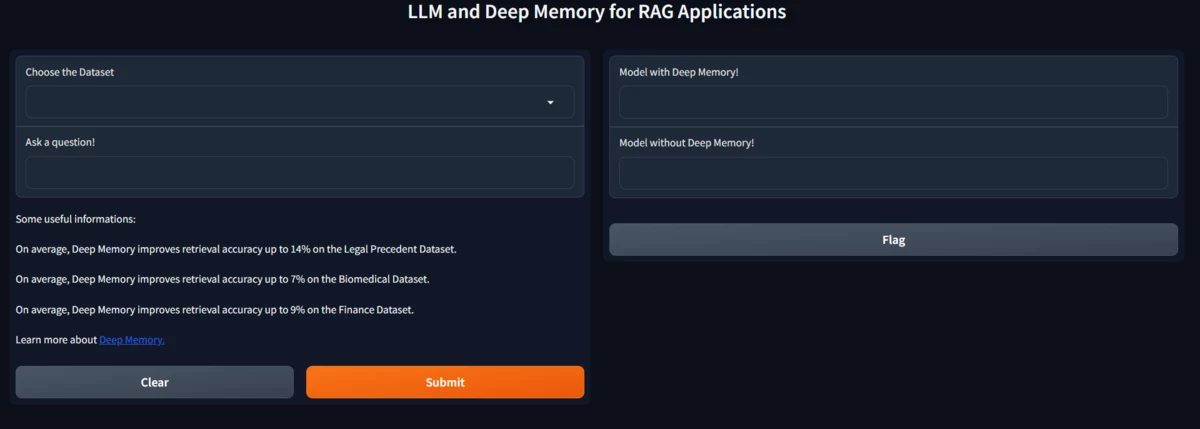 LLM and Deep Memory for RAG Applications
Choose the Dataset
Ask a question!
Some useful informations:
On average, Deep Memory improves retrieval accuracy up to 14% on the Legal Precedent Dataset.
On average, Deep Memory improves retrieval accuracy up to 7% on the Biomedical Dataset.
On average, Deep Memory improves retrieval accuracy up to 9% on the Finance Dataset.
Learn more about Deep Memory.
Clear
Submit
Model with Deep Memory!
Model without Deep Memory!
Flag